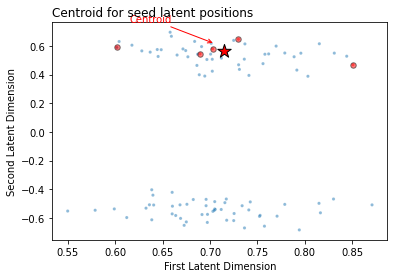 Centroid for seed latent positions
Centroid
0.6
0.4
0.2
0.0
−0.2
−0.4
−0.6
0.55 0.60 0.65 0.70 0.75 0.80 0.85
Second Latent Dimension
First Latent Dimension